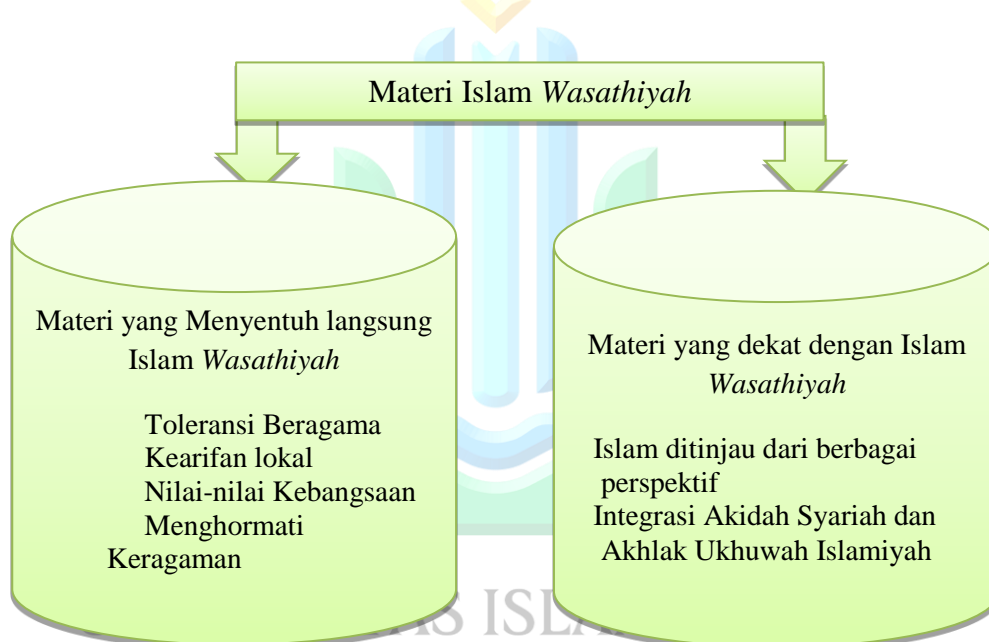 Materi Islam Wasathiyah
Materi yang Menyentuh langsung
Islam Wasathiyah
Toleransi Beragama
Kearifan lokal
Nilai-nilai Kebangsaan
Menghormati
Keragaman
Materi yang dekat dengan Islam
Wasathiyah
Islam ditinjau dari berbagai
perspektif
Integrasi Akidah Syariah dan
Akhlak Ukhuwah Islamiyah